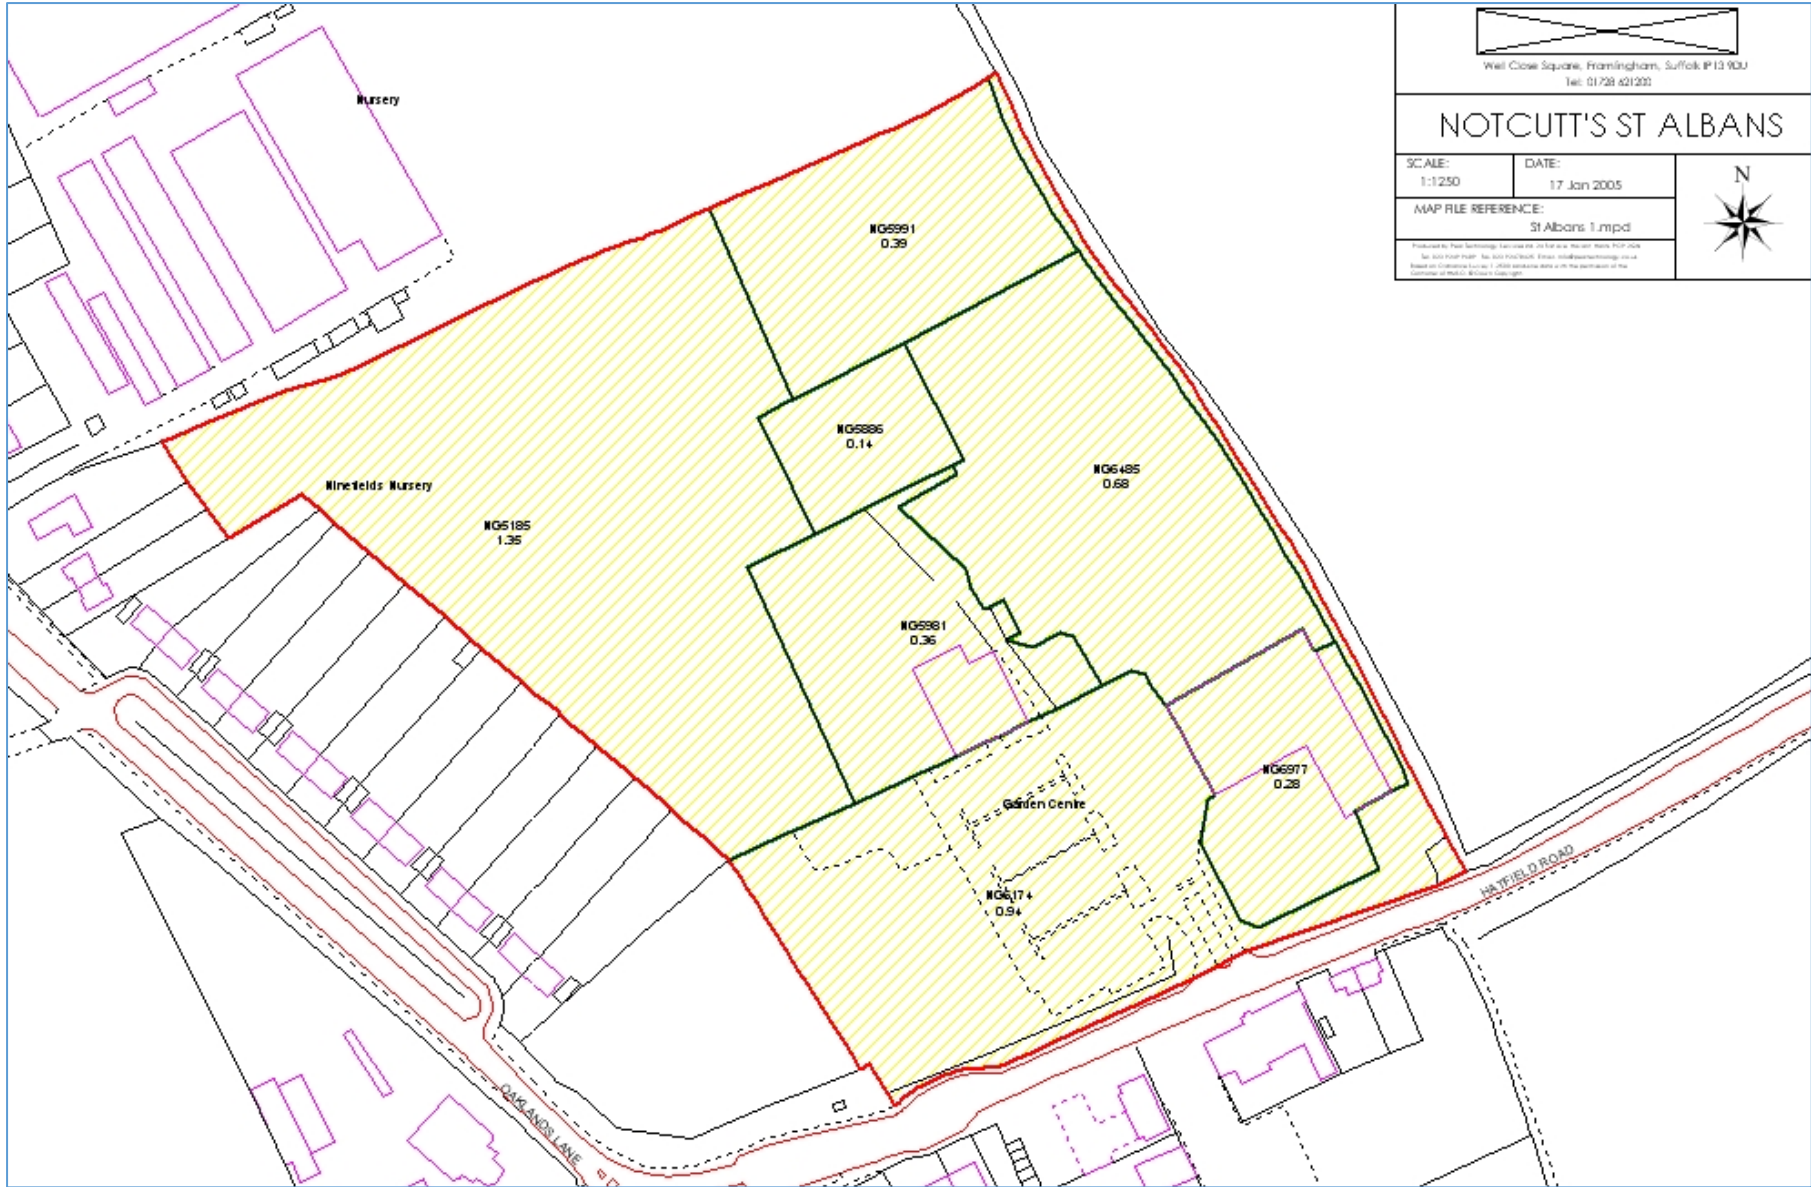 Well Close Square, Framlingham, Suffolk IP13 9DU
Tel: 01728 621200
NOTCUTT'S ST ALBANS
SCALE:
1:1250
DATE:
17 Jan 2005
N
MAP FILE REFERENCE:
St Albans 1.mpd
Nursery
NG5991
0.39
NG5886
0.14
NG6485
0.68
Ninefields Nursery
NG5185
1.35
NG5981
0.36
NG6977
0.28
Garden Centre
NG6174
0.94
HATFIELD ROAD
OAKLANDS LANE